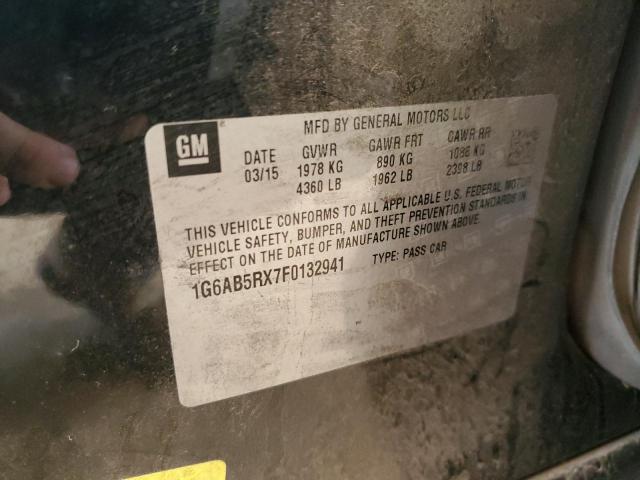 MFD BY GENERAL MOTORS LLC
GM
DATE GVWR GAWR FRT GAWR RR
03/15 1978 KG 890 KG 1088 KG
4360 LB 1962 LB 2398 LB
THIS VEHICLE CONFORMS TO ALL APPLICABLE U.S. FEDERAL MOTOR
VEHICLE SAFETY, BUMPER, AND THEFT PREVENTION STANDARDS IN
EFFECT ON THE DATE OF MANUFACTURE SHOWN ABOVE.
1G6AB5RX7F0132941 TYPE: PASS CAR